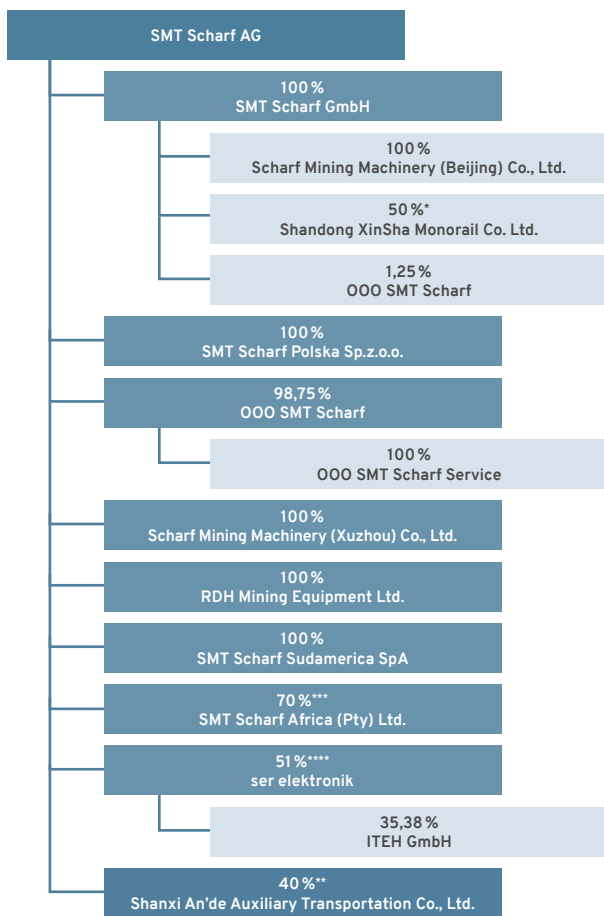 SMT Scharf AG
100 %
SMT Scharf GmbH
100 %
Scharf Mining Machinery (Beijing) Co., Ltd.
50 %*
Shandong XinSha Monorail Co. Ltd.
1,25 %
OOO SMT Scharf
100 %
SMT Scharf Polska Sp.z.o.o.
98,75 %
OOO SMT Scharf
100 %
OOO SMT Scharf Service
100 %
Scharf Mining Machinery (Xuzhou) Co., Ltd.
100 %
RDH Mining Equipment Ltd.
100 %
SMT Scharf Sudamerica SpA
70 %***
SMT Scharf Africa (Pty) Ltd.
51 %****
ser elektronik
35,38 %
ITEH GmbH
40 %**
Shanxi An’de Auxiliary Transportation Co., Ltd.